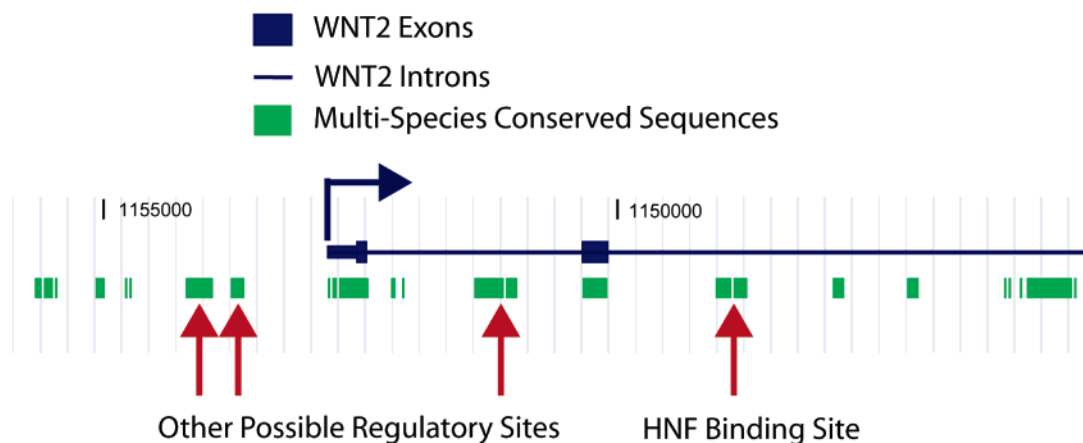 WNT2 Exons
WNT2 Introns
Multi-Species Conserved Sequences
1155000
1150000
Other Possible Regulatory Sites
HNF Binding Site